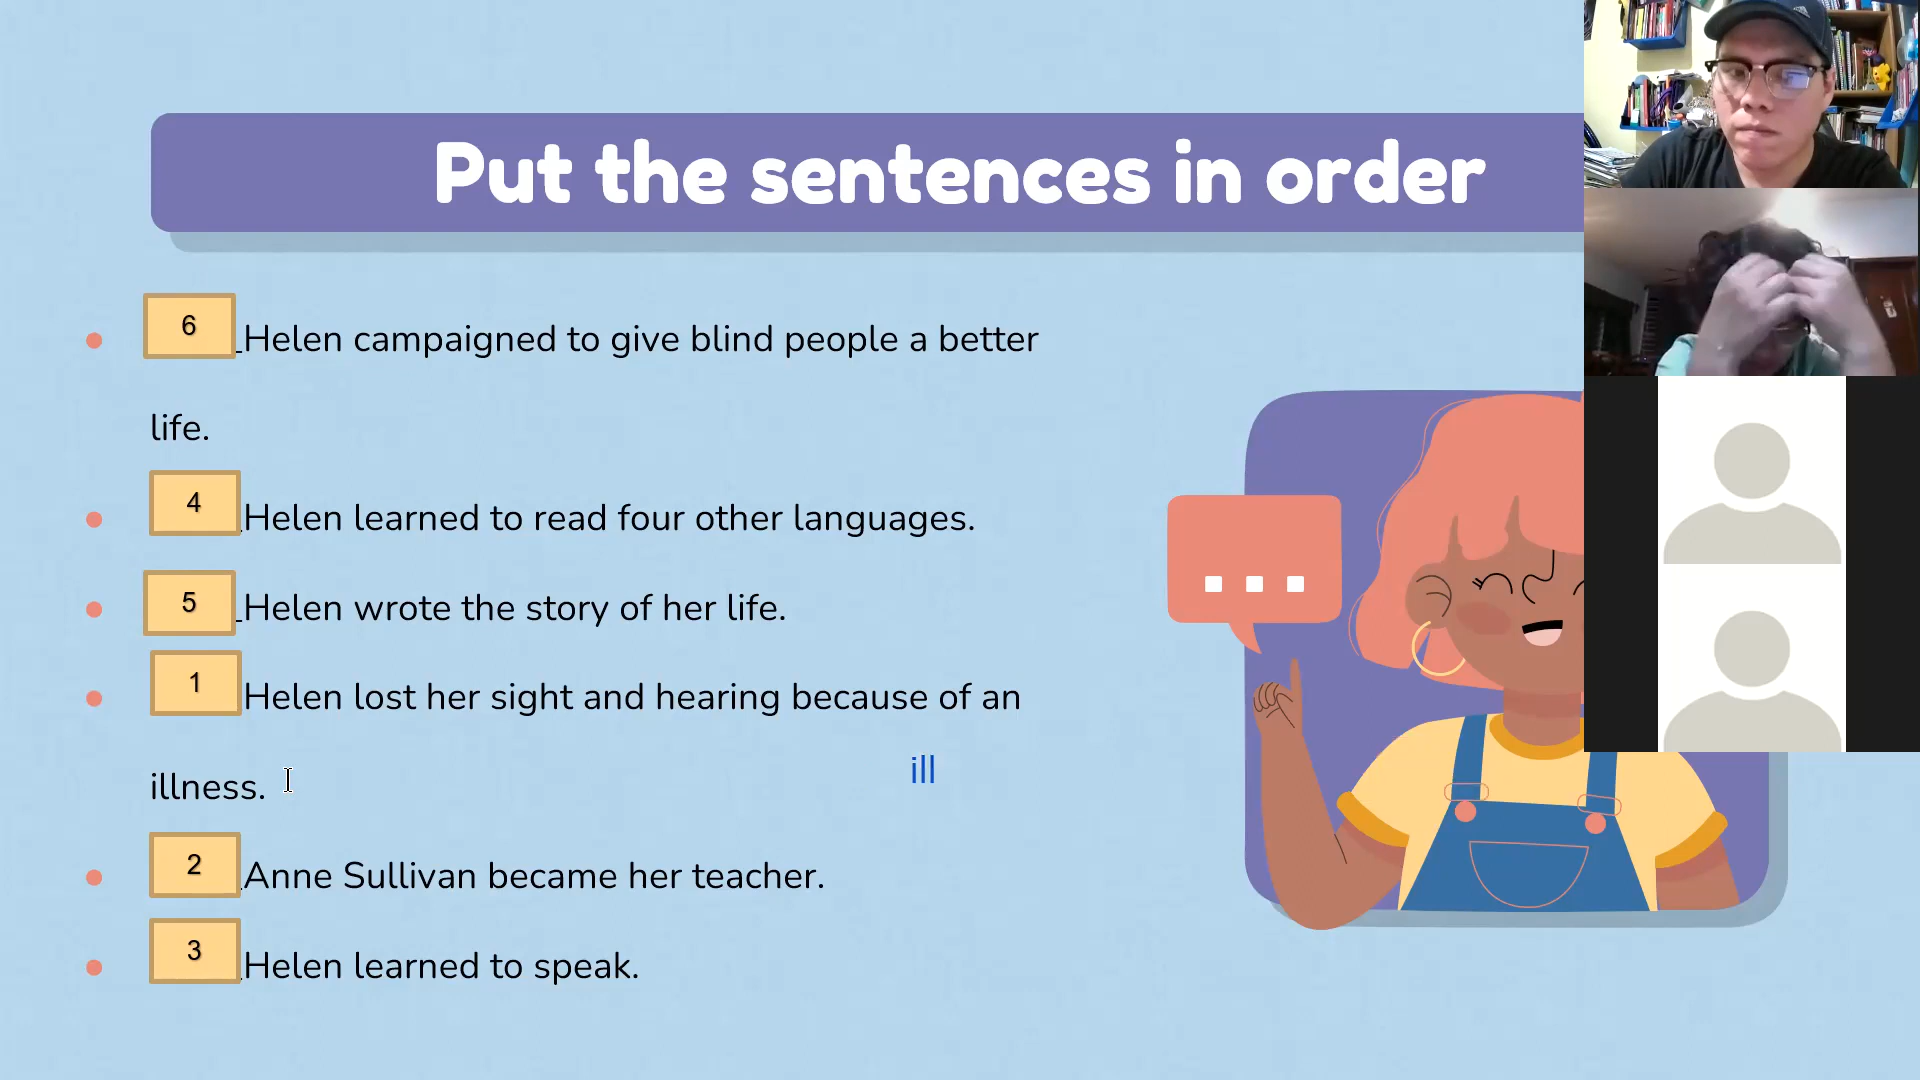 Put the sentences in order
6 _Helen campaigned to give blind people a better
life.
4 Helen learned to read four other languages.
5 _Helen wrote the story of her life.
1 Helen lost her sight and hearing because of an
ill
illness.
2 Anne Sullivan became her teacher.
3 Helen learned to speak.